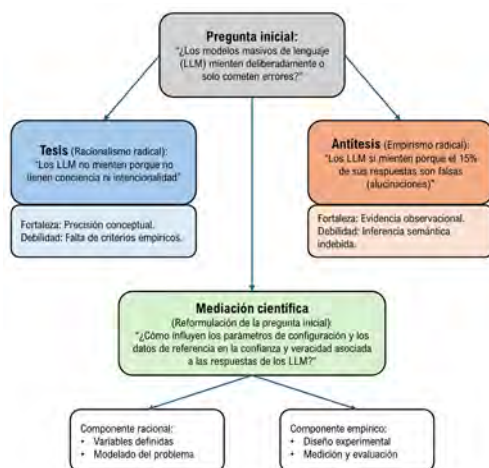 Pregunta inicial:
"¿Los modelos masivos de lenguaje
(LLM) mienten deliberadamente o
solo cometen errores?"
Tesis (Racionalismo radical):
"Los LLM no mienten porque no
tienen conciencia ni intencionalidad"
Fortaleza: Precisión conceptual.
Debilidad: Falta de criterios empíricos.
Antítesis (Empirismo radical):
"Los LLM sí mienten porque el 15%
de sus respuestas son falsas
(alucinaciones)"
Fortaleza: Evidencia observacional.
Debilidad: Inferencia semántica
indebida.
Mediación científica
(Reformulación de la pregunta inicial):
"¿Cómo influyen los parámetros de
configuración y los
datos de referencia en la confianza y
veracidad asociada
a las respuestas de los LLM?"
Componente racional:
• Variables definidas
• Modelado del problema
Componente empírico:
• Diseño experimental
• Medición y evaluación